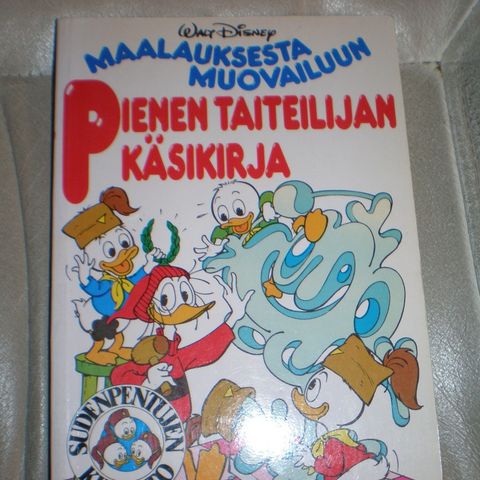 Walt Disney
MAALAUKSESTA
MUOVAILUUN
PIENEN TAITEILIJAN
KÄSIKIRJA
SUDENPENTUJEN